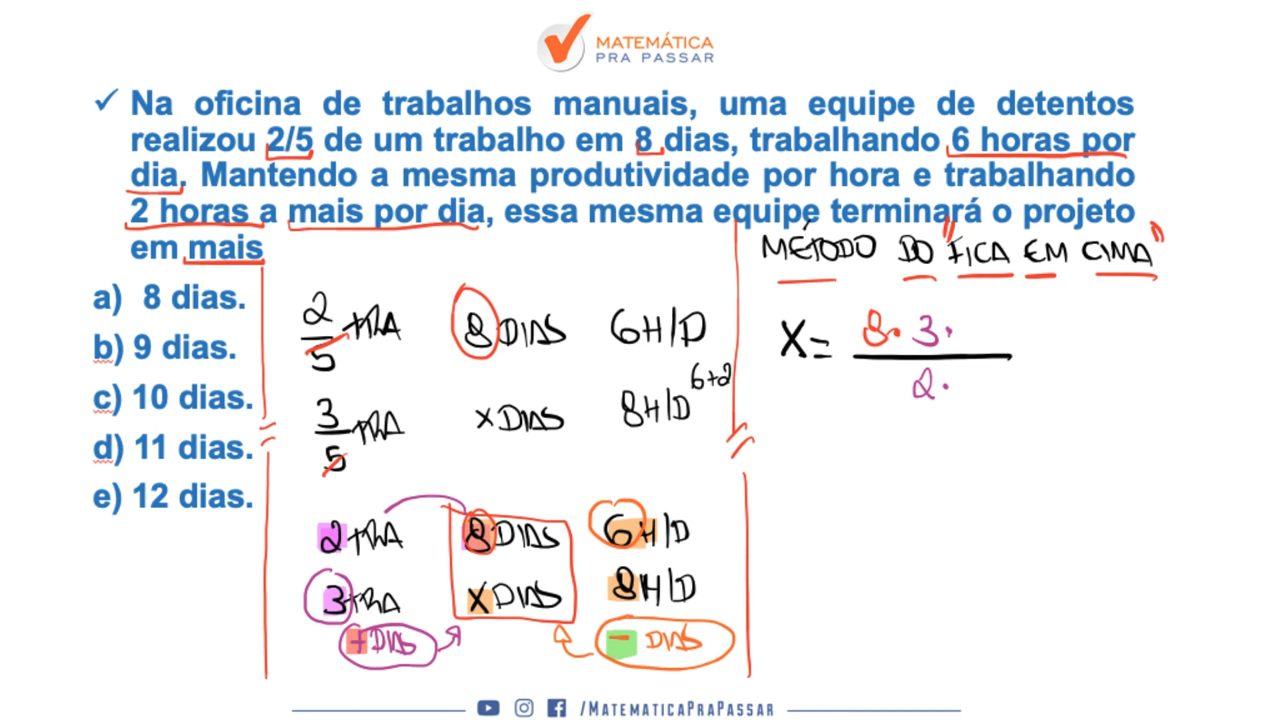 MATEMÁTICA
PRA PASSAR
✓ Na oficina de trabalhos manuais, uma equipe de detentos
realizou 2/5 de um trabalho em 8 dias, trabalhando 6 horas por
dia. Mantendo a mesma produtividade por hora e trabalhando
2 horas a mais por dia, essa mesma equipe terminará o projeto
em mais
a) 8 dias.
b) 9 dias.
c) 10 dias.
d) 11 dias.
e) 12 dias.
2/5 TRA 8 DIAS 6H/D
3/5 TRA X DIAS 8H/D 6+2
2 TRA 8 DIAS 6H/D
3 TRA X DIAS 8H/D
+ DIAS - DIAS
MÉTODO DO "FICA EM CIMA"
X= 8. 3.
2.
/MATEMATICAPRAPASSAR